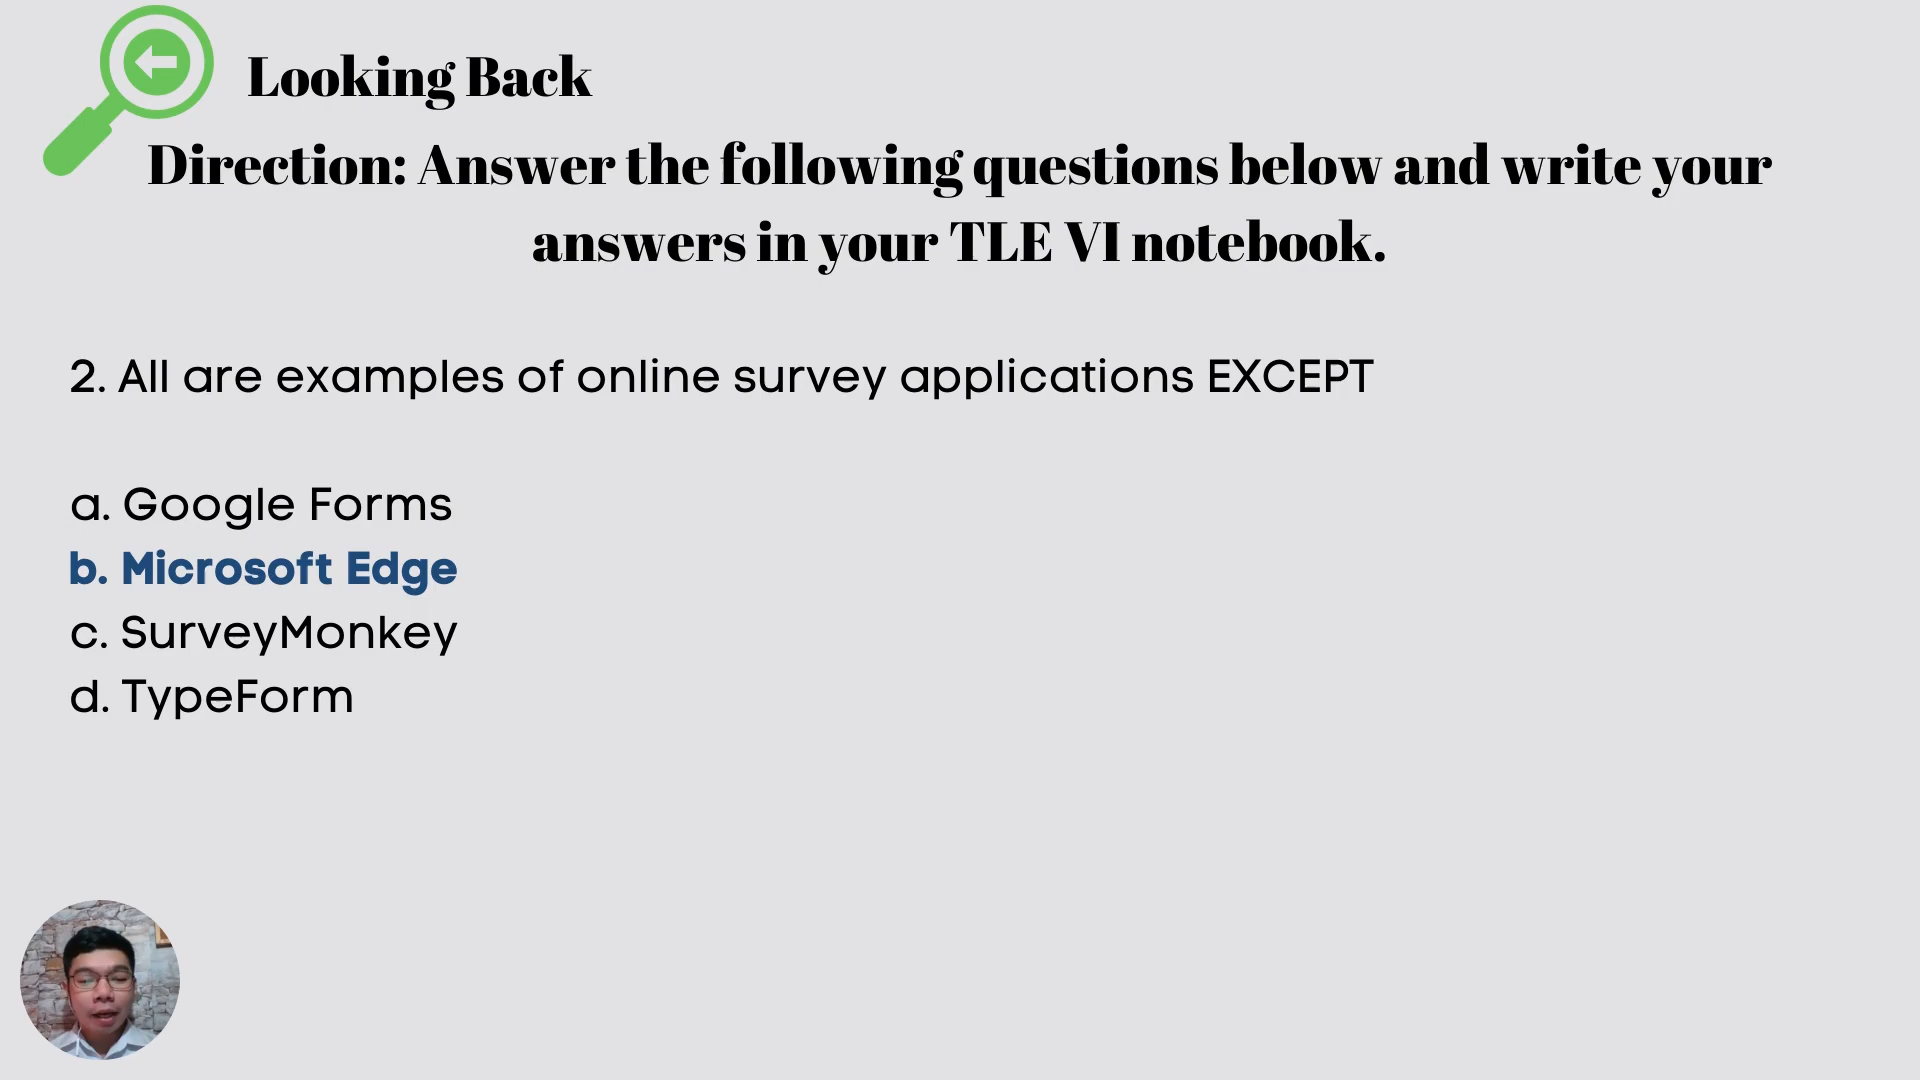 Looking Back
Direction: Answer the following questions below and write your
answers in your TLE VI notebook.
2. All are examples of online survey applications EXCEPT
a. Google Forms
b. Microsoft Edge
c. SurveyMonkey
d. TypeForm